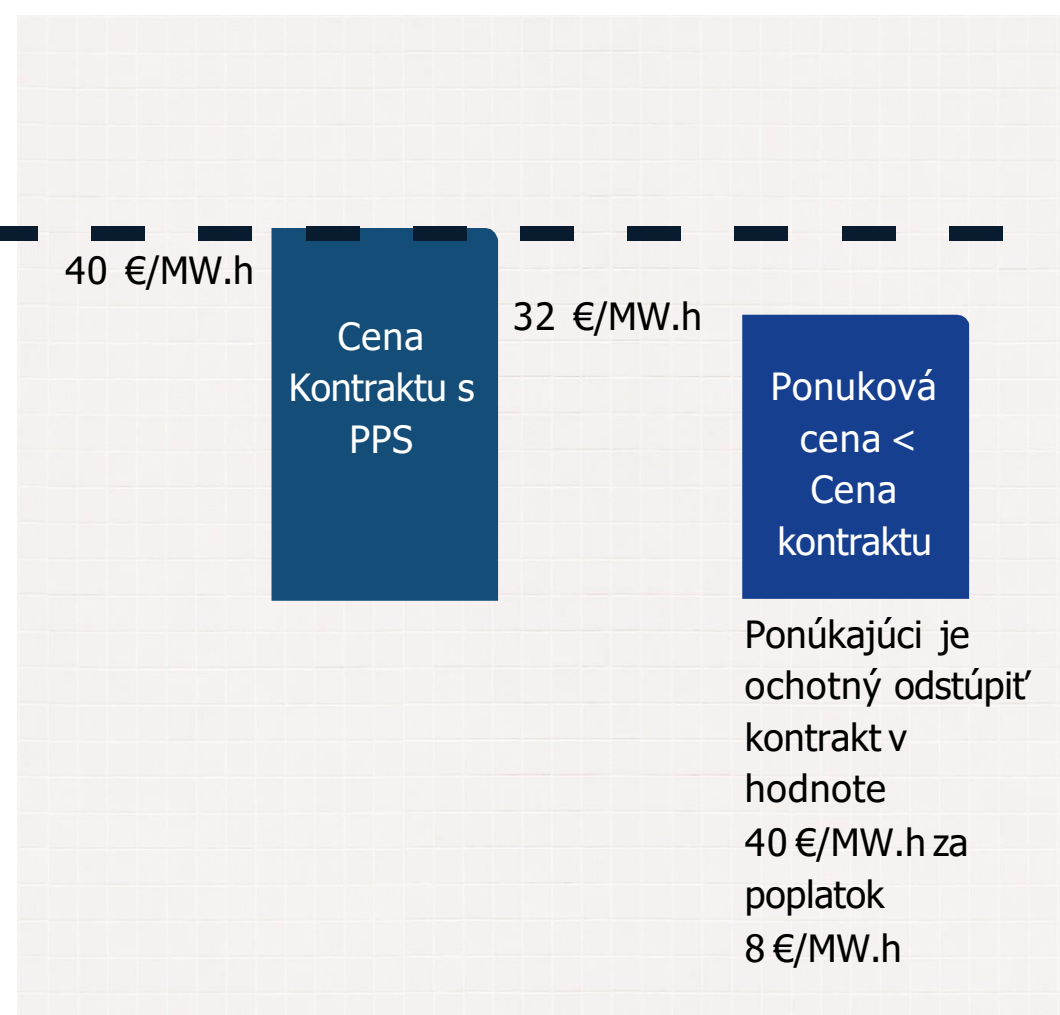 40 €/MW.h
Cena
Kontraktu s
PPS
32 €/MW.h
Ponuková
cena <
Cena
kontraktu
Ponúkajúci je
ochotný odstúpiť
kontrakt v
hodnote
40 €/MW.h za
poplatok
8 €/MW.h